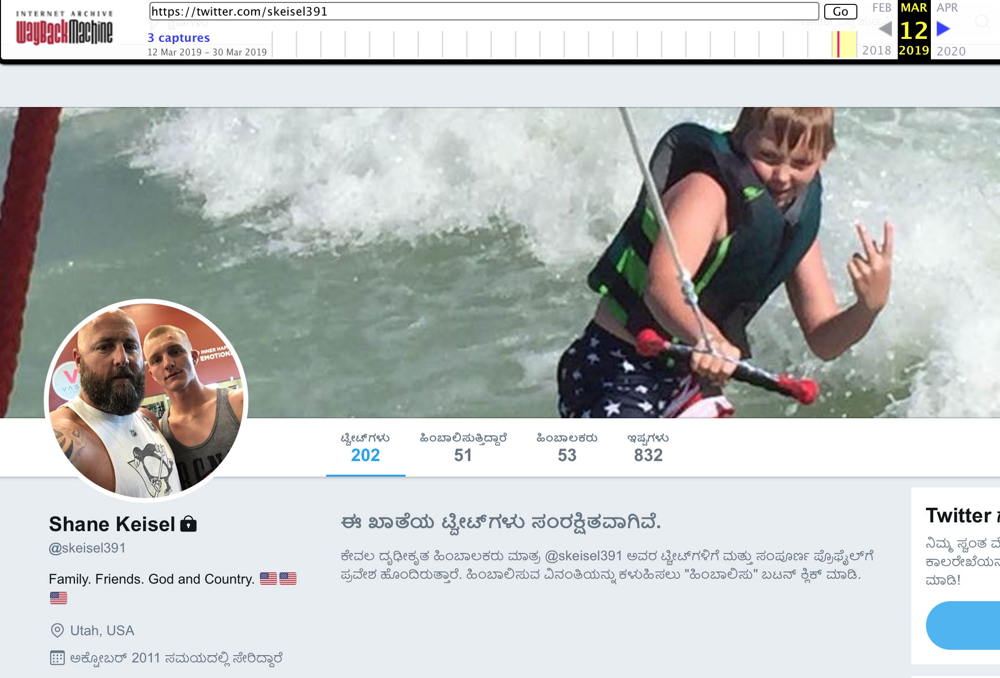 INTERNET ARCHIVE
WayBackMachine
https://twitter.com/skeisel391
Go
FEB MAR APR
3 captures
12
12 Mar 2019 – 30 Mar 2019
2018 2019 2020
ಕ್ಷಣಗಳು
INNER HAP
EMOTION
VAS
ಟ್ವೀಟ್‌ಗಳು ಹಿಂಬಾಲಿಸುತ್ತಿದ್ದಾರೆ ಹಿಂಬಾಲಕರು ಇಷ್ಟಗಳು
202 51 53 832
Shane Keisel
@skeisel391
Family. Friends. God and Country.
Utah, USA
ಅಕ್ಟೋಬರ್ 2011 ಸಮಯದಲ್ಲಿ ಸೇರಿದ್ದಾರೆ
ಈ ಖಾತೆಯ ಟ್ವೀಟ್‌ಗಳು ಸಂರಕ್ಷಿತವಾಗಿವೆ.
ಕೇವಲ ದೃಢೀಕೃತ ಹಿಂಬಾಲಕರು ಮಾತ್ರ @skeisel391 ಅವರ ಟ್ವೀಟ್‌ಗಳಿಗೆ ಮತ್ತು ಸಂಪೂರ್ಣ ಪ್ರೊಫೈಲ್‌ಗೆ
ಪ್ರವೇಶ ಹೊಂದಿರುತ್ತಾರೆ. ಹಿಂಬಾಲಿಸುವ ವಿನಂತಿಯನ್ನು ಕಳುಹಿಸಲು "ಹಿಂಬಾಲಿಸು" ಬಟನ್ ಕ್ಲಿಕ್ ಮಾಡಿ.
Twitter
ನಿಮ್ಮ ಸ್ವಂತ
ಕಾಲರೇಖೆಯನ
ಮಾಡಿ!